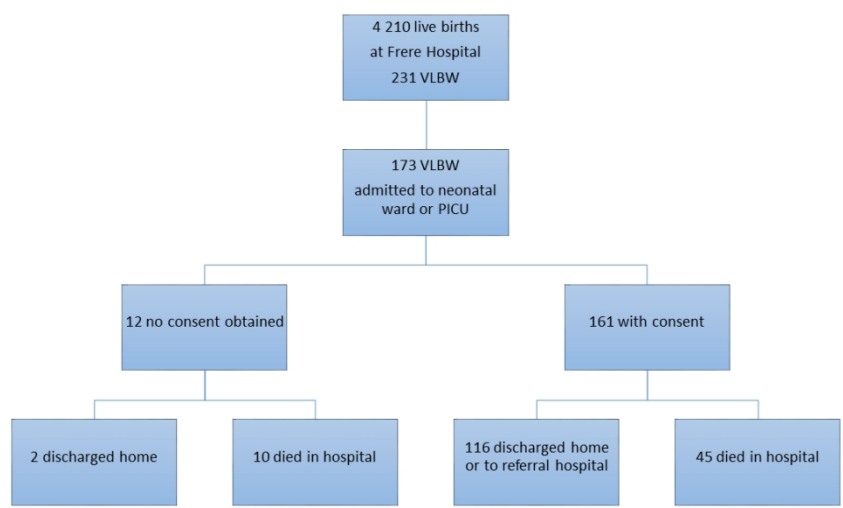 4 210 live births
at Frere Hospital
231 VLBW
173 VLBW
admitted to neonatal
ward or PICU
12 no consent obtained
161 with consent
2 discharged home
10 died in hospital
116 discharged home
or to referral hospital
45 died in hospital